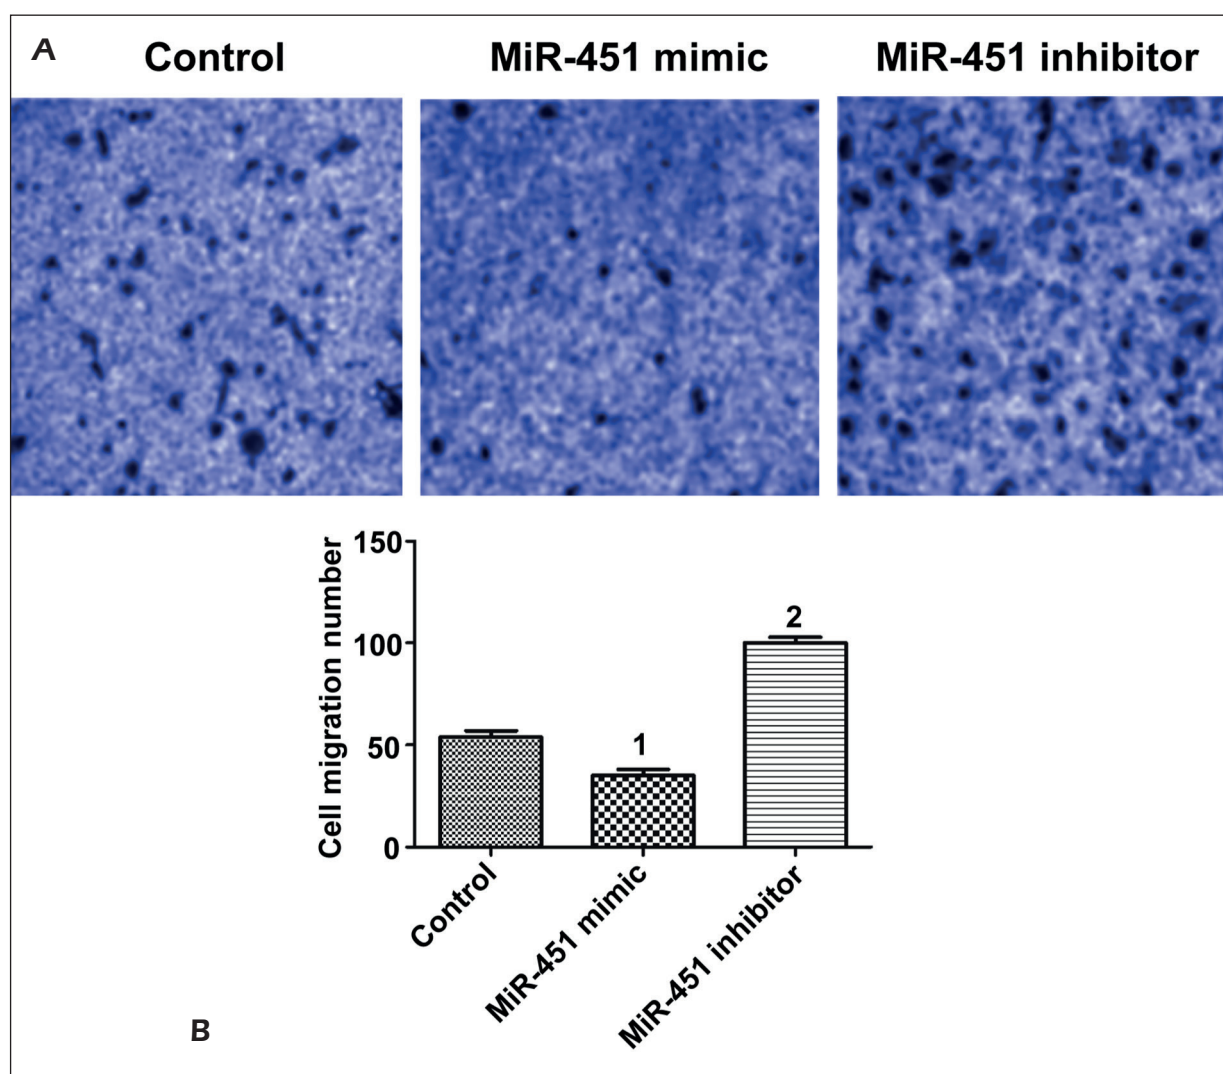 A
Control
MiR-451 mimic
MiR-451 inhibitor
Cell migration number
150
100
50
0
1
2
Control
MiR-451 mimic
MiR-451 inhibitor
B